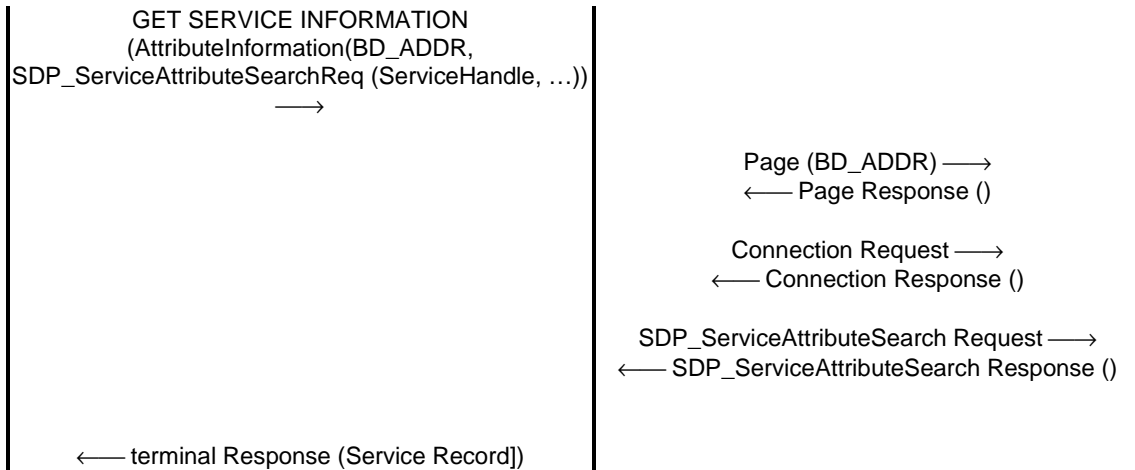 GET SERVICE INFORMATION
(AttributeInformation(BD_ADDR,
SDP_ServiceAttributeSearchReq (ServiceHandle, …))
⟶
Page (BD_ADDR) ⟶
⟵ Page Response ()
Connection Request ⟶
⟵ Connection Response ()
SDP_ServiceAttributeSearch Request ⟶
⟵ SDP_ServiceAttributeSearch Response ()
⟵ terminal Response (Service Record])